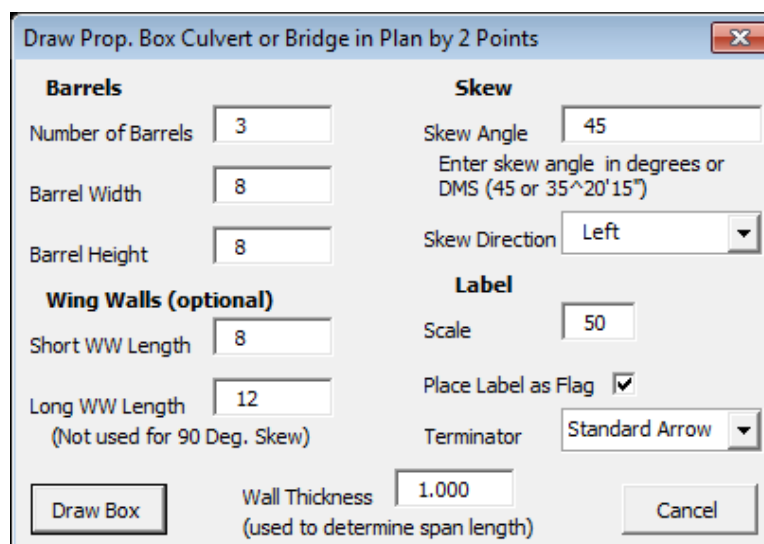 Draw Prop. Box Culvert or Bridge in Plan by 2 Points
Barrels
Number of Barrels 3
Barrel Width 8
Barrel Height 8
Wing Walls (optional)
Short WW Length 8
Long WW Length 12
(Not used for 90 Deg. Skew)
Skew
Skew Angle 45
Enter skew angle in degrees or
DMS (45 or 35^20'15")
Skew Direction Left
Label
Scale 50
Place Label as Flag
Terminator Standard Arrow
Draw Box
Wall Thickness 1.000
(used to determine span length)
Cancel